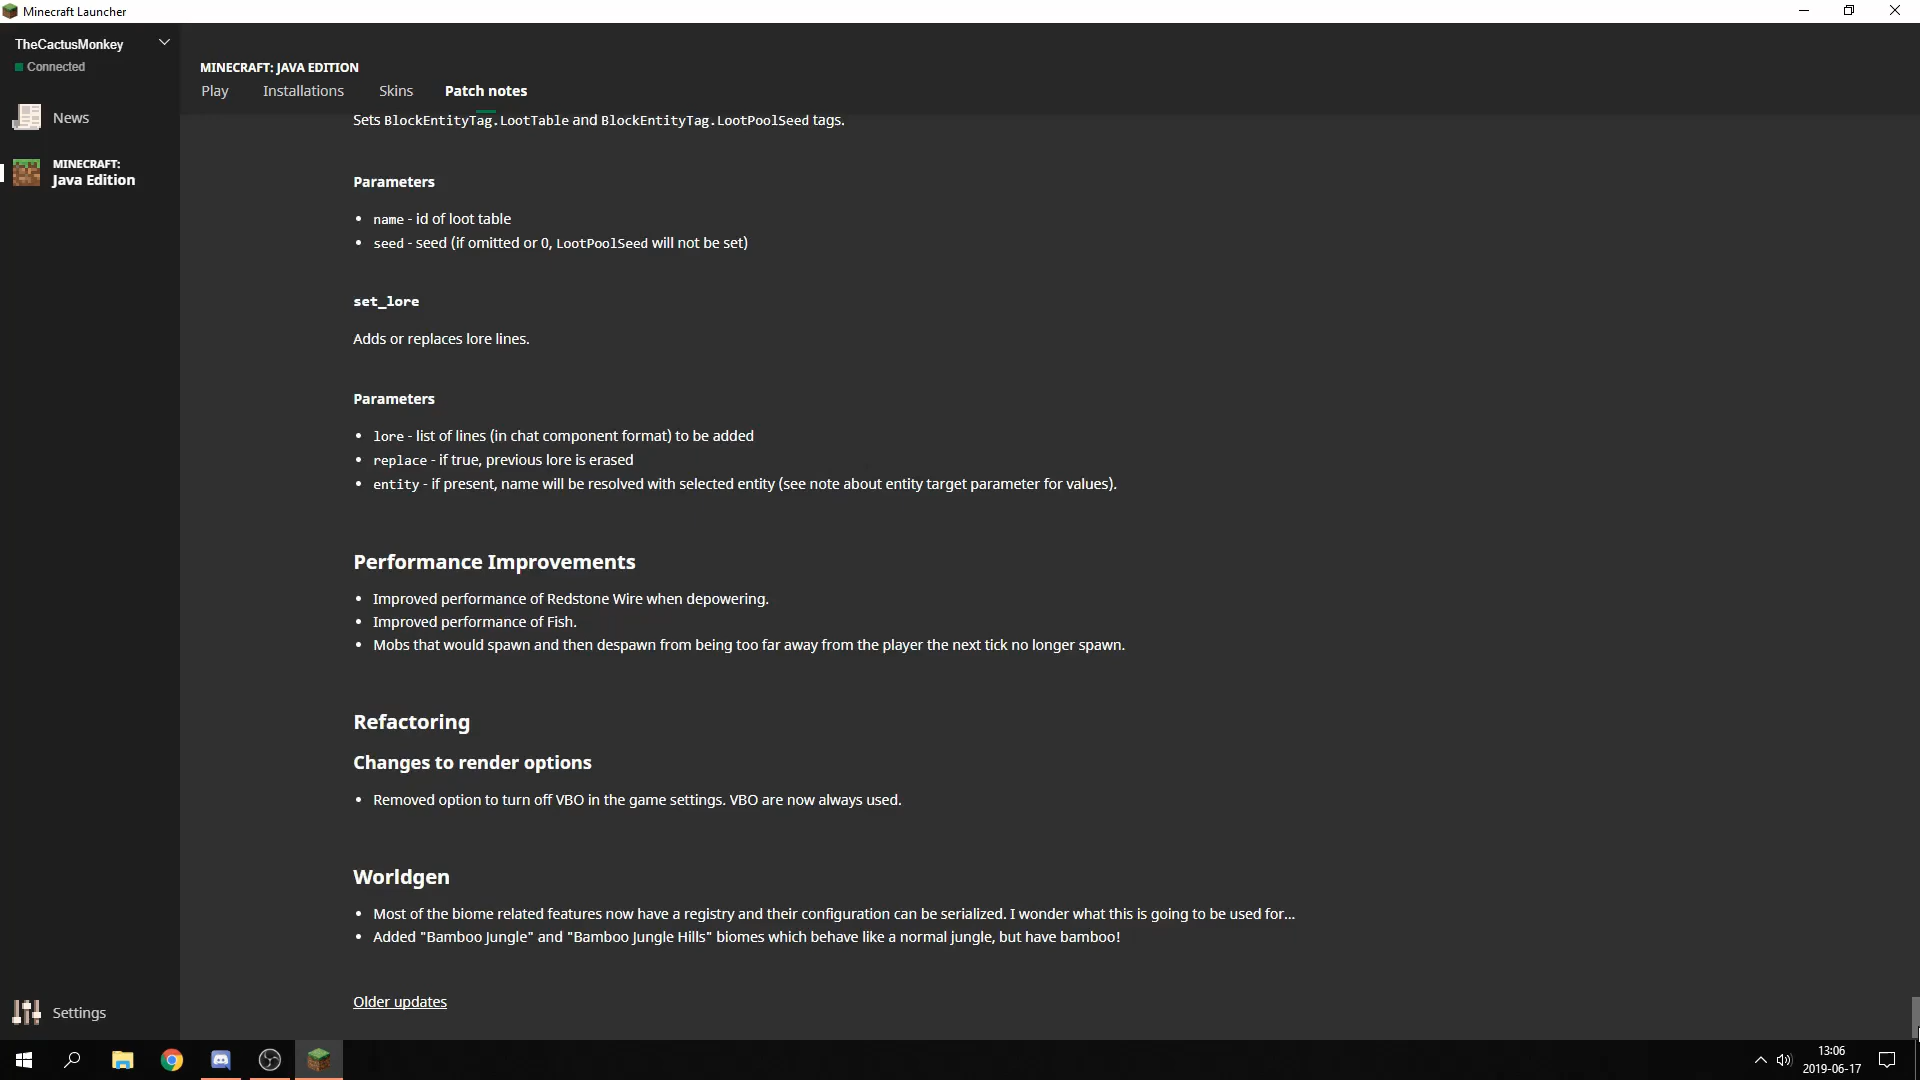 Minecraft Launcher
TheCactusMonkey
Connected
News
MINECRAFT:
Java Edition
Settings
MINECRAFT: JAVA EDITION
Play Installations Skins Patch notes
Sets BlockEntityTag.LootTable and BlockEntityTag.LootPoolSeed tags.
Parameters
• name - id of loot table
• seed - seed (if omitted or 0, LootPoolSeed will not be set)
set_lore
Adds or replaces lore lines.
Parameters
• lore - list of lines (in chat component format) to be added
• replace - if true, previous lore is erased
• entity - if present, name will be resolved with selected entity (see note about entity target parameter for values).
Performance Improvements
• Improved performance of Redstone Wire when depowering.
• Improved performance of Fish.
• Mobs that would spawn and then despawn from being too far away from the player the next tick no longer spawn.
Refactoring
Changes to render options
• Removed option to turn off VBO in the game settings. VBO are now always used.
Worldgen
• Most of the biome related features now have a registry and their configuration can be serialized. I wonder what this is going to be used for...
• Added "Bamboo Jungle" and "Bamboo Jungle Hills" biomes which behave like a normal jungle, but have bamboo!
Older updates
13:06
2019-06-17